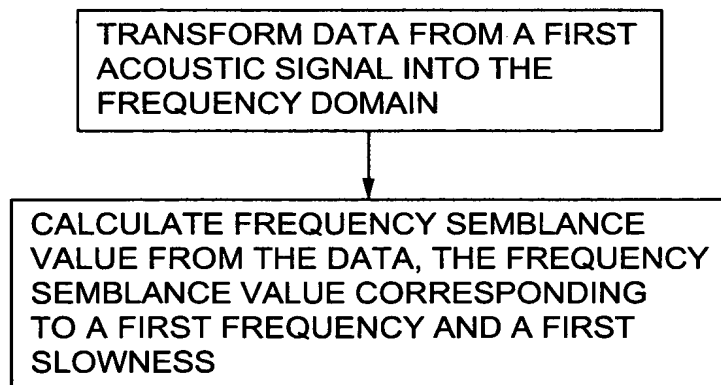 TRANSFORM DATA FROM A FIRST
ACOUSTIC SIGNAL INTO THE
FREQUENCY DOMAIN
CALCULATE FREQUENCY SEMBLANCE
VALUE FROM THE DATA, THE FREQUENCY
SEMBLANCE VALUE CORRESPONDING
TO A FIRST FREQUENCY AND A FIRST
SLOWNESS